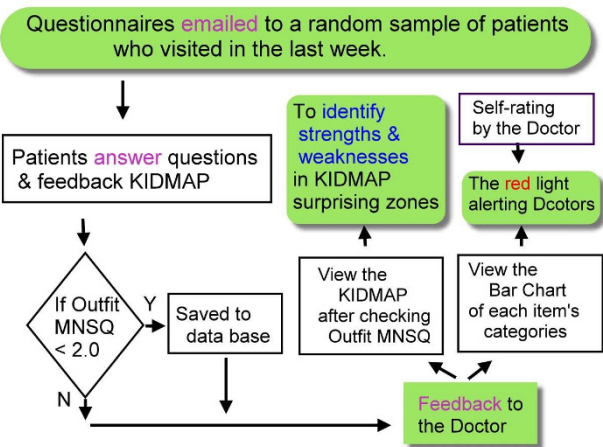 Questionnaires emailed to a random sample of patients
who visited in the last week.
Patients answer questions
& feedback KIDMAP
If Outfit
MNSQ
< 2.0
Y
N
Saved to
data base
To identify
strengths &
weaknesses
in KIDMAP
surprising zones
Self-rating
by the Doctor
The red light
alerting Dcotors
View the
KIDMAP
after checking
Outfit MNSQ
View the
Bar Chart
of each item's
categories
Feedback to
the Doctor